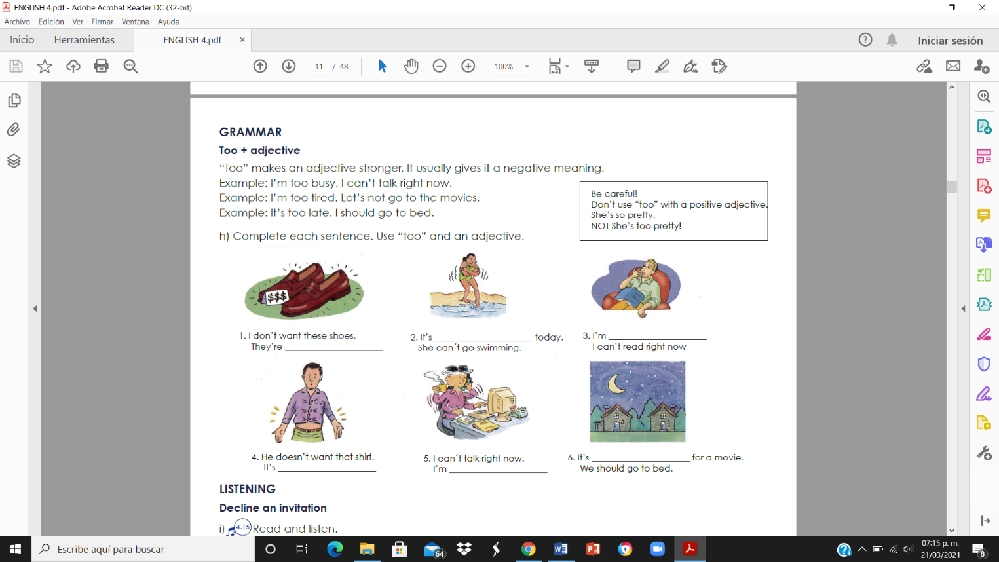 ENGLISH 4.pdf - Adobe Acrobat Reader DC (32-bit)
Archivo Edición Ver Firmar Ventana Ayuda
Inicio Herramientas ENGLISH 4.pdf × Iniciar sesión
11 / 48 100%
GRAMMAR
Too + adjective
“Too” makes an adjective stronger. It usually gives it a negative meaning.
Example: I’m too busy. I can’t talk right now.
Example: I’m too tired. Let’s not go to the movies.
Example: It’s too late. I should go to bed.
Be careful!
Don’t use “too” with a positive adjective.
She’s so pretty.
NOT She’s too pretty!
h) Complete each sentence. Use “too” and an adjective.
$$$
1. I don’t want these shoes.
They’re ____________________
2. It’s ____________________ today.
She can´t go swimming.
3. I’m ____________________
I can’t read right now
4. He doesn’t want that shirt.
It’s ____________________
5. I can´t talk right now.
I’m ____________________
6. It’s ____________________ for a movie.
We should go to bed.
LISTENING
Decline an invitation
i) 4.15 Read and listen.
Escribe aquí para buscar
64
07:15 p. m.
21/03/2021
8